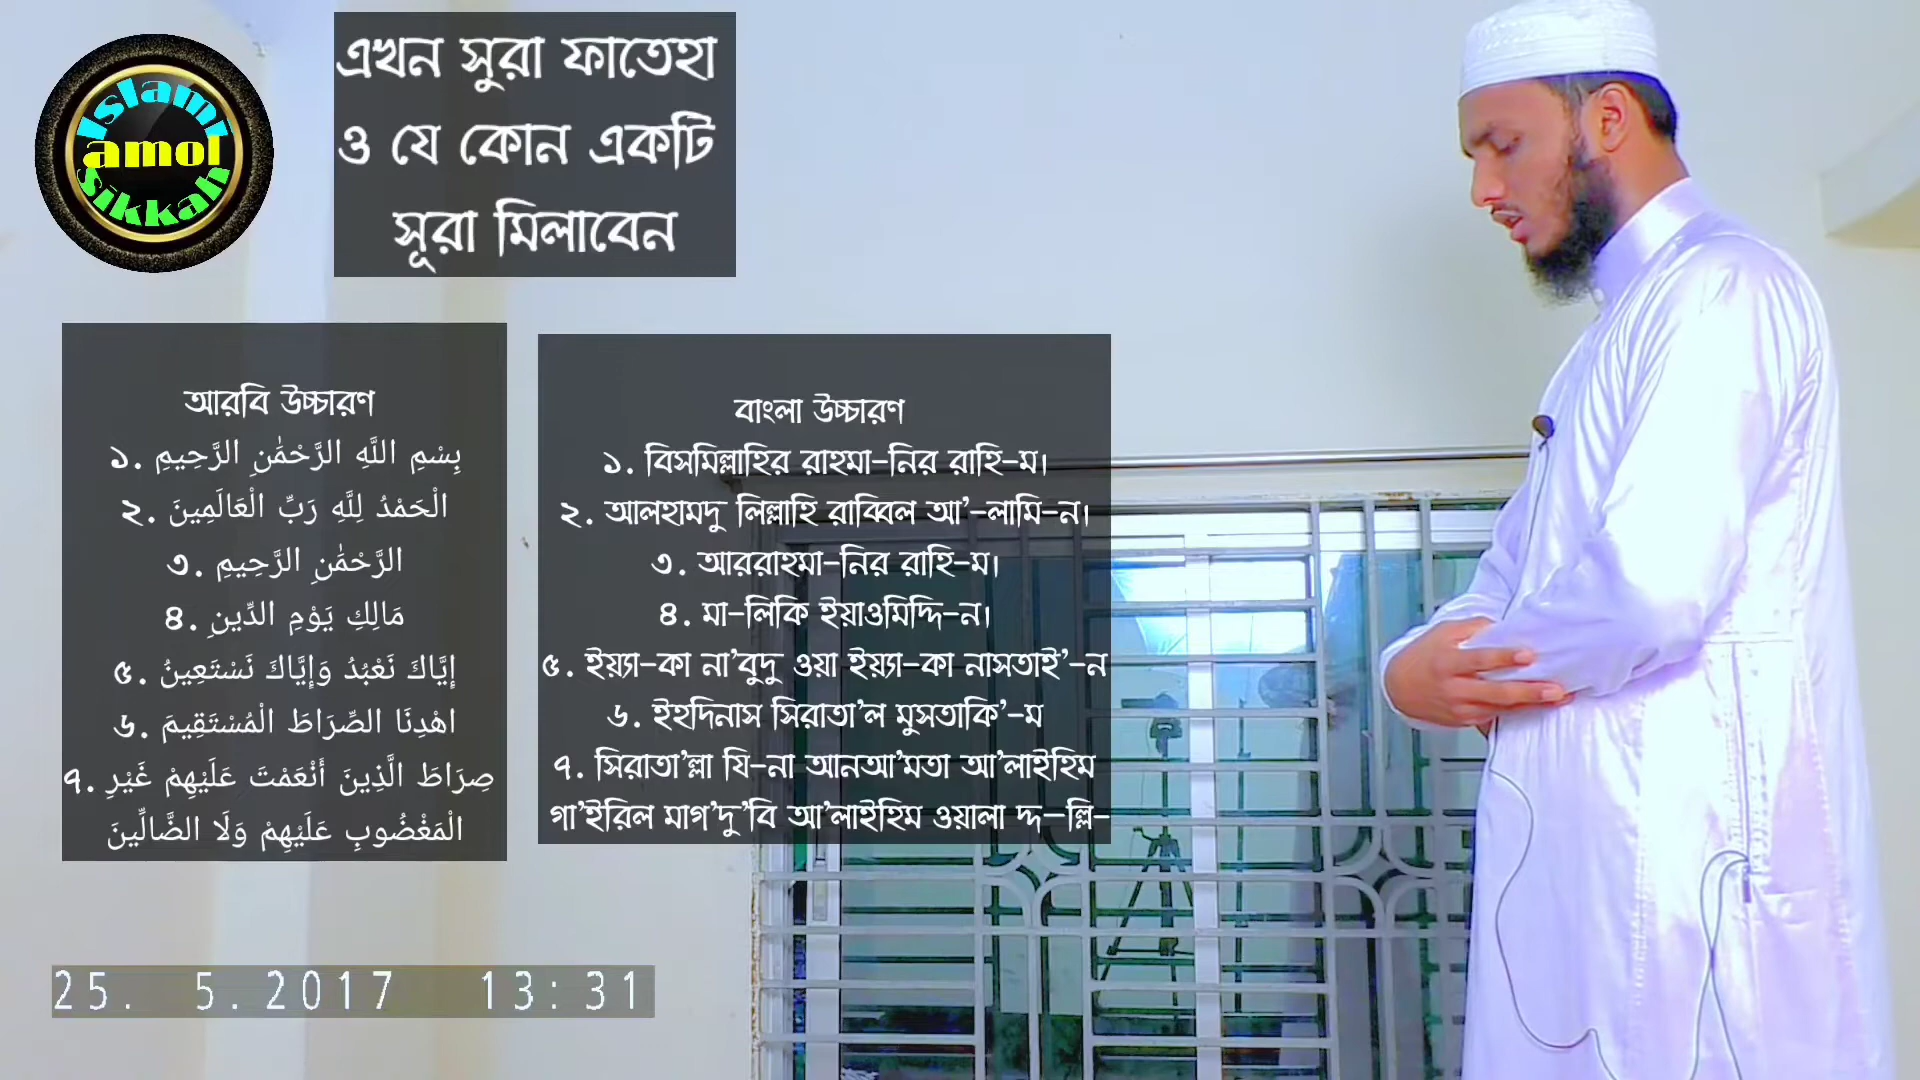 Islami
amol
sikkah
এখন সুরা ফাতেহা
ও যে কোন একটি
সূরা মিলাবেন
আরবি উচ্চারণ
১. بِسْمِ اللَّهِ الرَّحْمَٰنِ الرَّحِيمِ
২. الْحَمْدُ لِلَّهِ رَبِّ الْعَالَمِينَ
৩. الرَّحْمَٰنِ الرَّحِيمِ
৪. مَالِكِ يَوْمِ الدِّينِ
৫. إِيَّاكَ نَعْبُدُ وَإِيَّاكَ نَسْتَعِينُ
৬. اهْدِنَا الصِّرَاطَ الْمُسْتَقِيمَ
৭. صِرَاطَ الَّذِينَ أَنْعَمْتَ عَلَيْهِمْ غَيْرِ
الْمَغْضُوبِ عَلَيْهِمْ وَلَا الضَّالِّينَ
বাংলা উচ্চারণ
১. বিসমিল্লাহির রাহমা-নির রাহি-ম।
২. আলহামদু লিল্লাহি রাব্বিল আ'-লামি-ন।
৩. আররাহমা-নির রাহি-ম।
৪. মা-লিকি ইয়াওমিদ্দি-ন।
৫. ইয়্যা-কা না'বুদু ওয়া ইয়্যা-কা নাসতাই'-ন
৬. ইহদিনাস সিরাতা'ল মুসতাকি'-ম
৭. সিরাতা'ল্লা যি-না আনআ'মতা আ'লাইহিম
গা'ইরিল মাগ'দু'বি আ'লাইহিম ওয়ালা দ্দ-ল্লি-
25. 5.2017 13:31